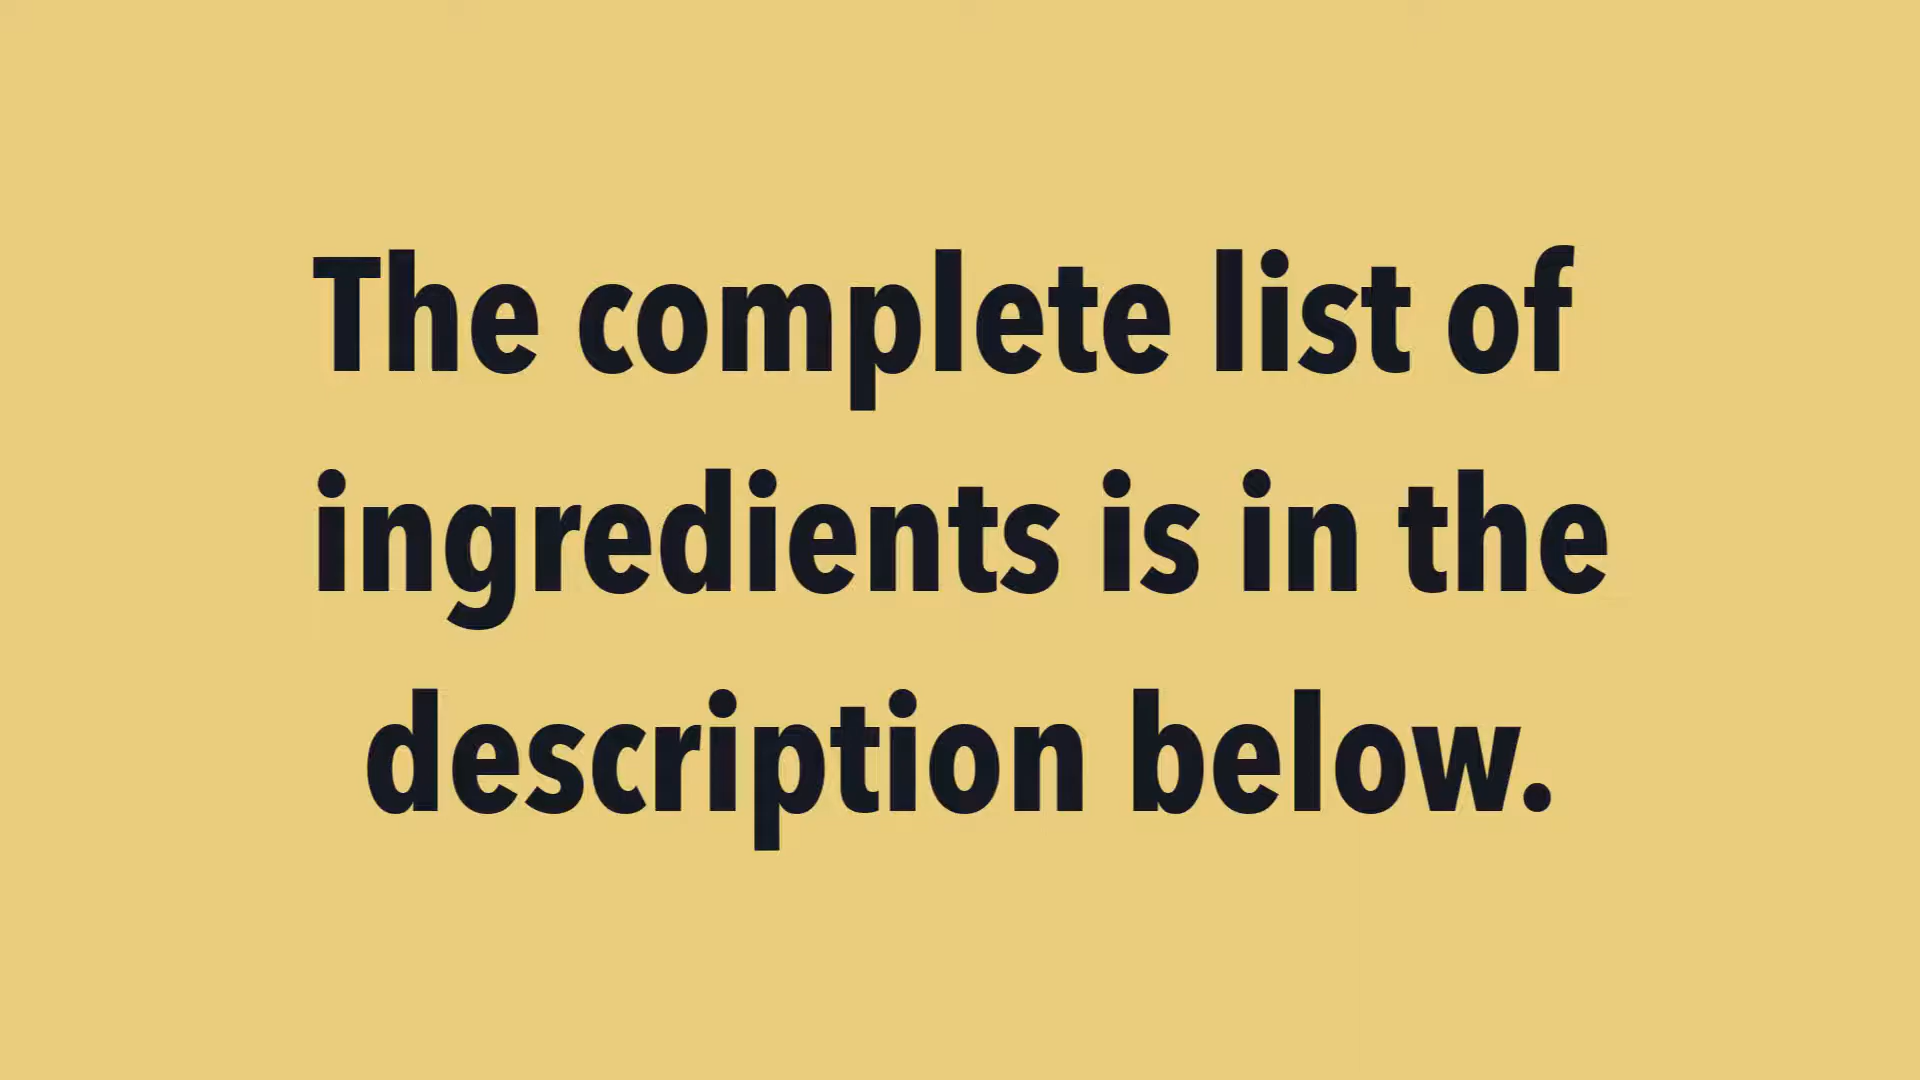 The complete list of
ingredients is in the
description below.